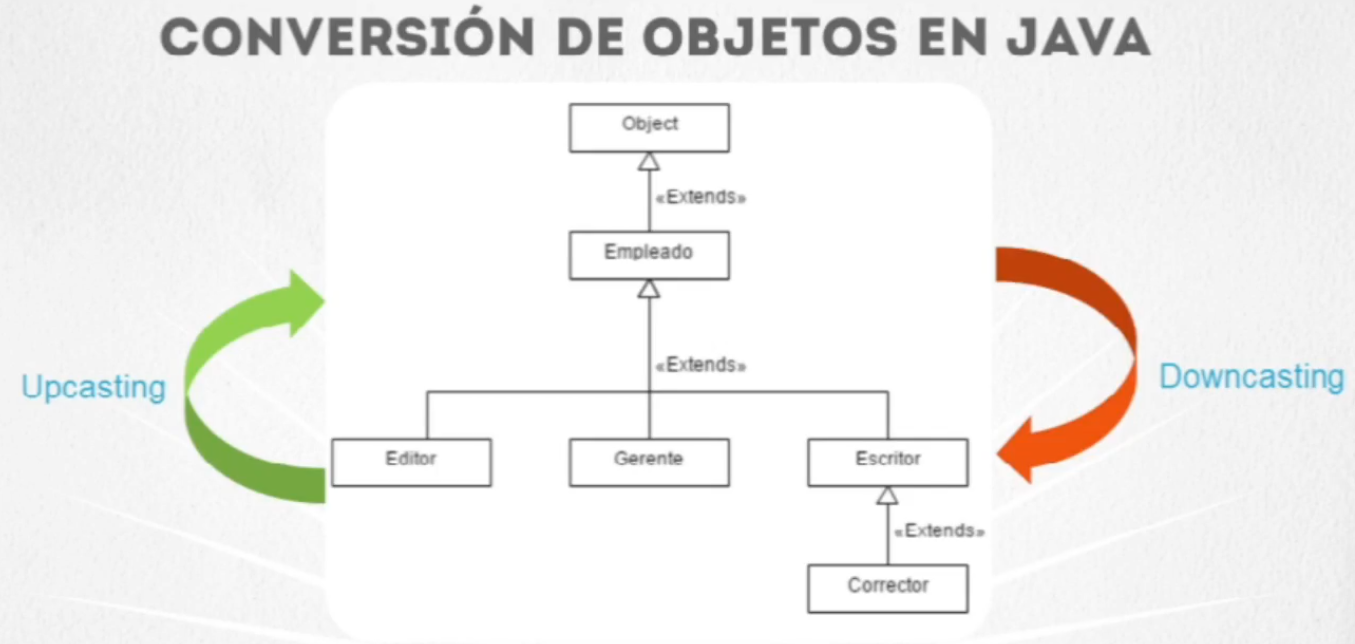 CONVERSIÓN DE OBJETOS EN JAVA
Object
«Extends»
Empleado
«Extends»
Upcasting
Downcasting
Editor
Gerente
Escritor
«Extends»
Corrector